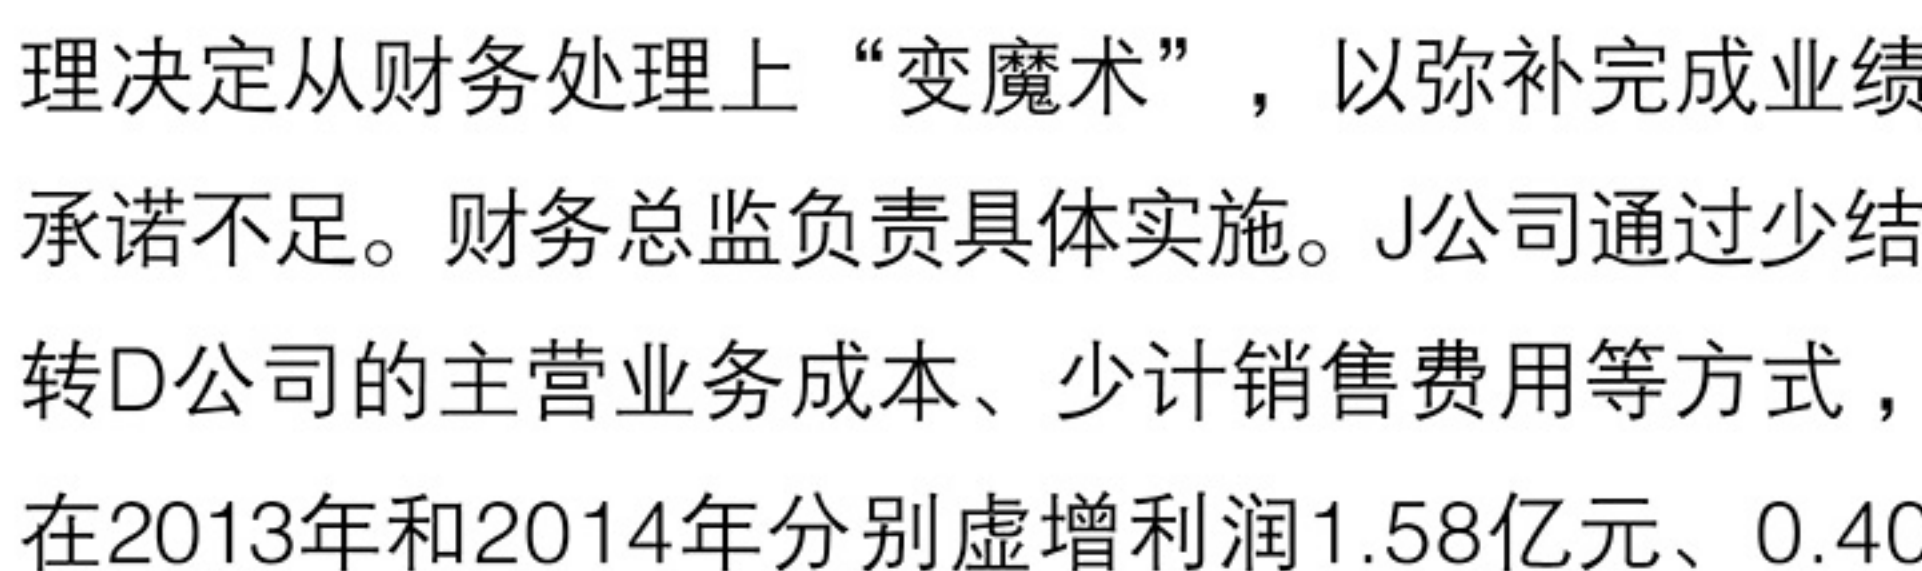 理决定从财务处理上“变魔术”，以弥补完成业绩
承诺不足。财务总监负责具体实施。J公司通过少结
转D公司的主营业务成本、少计销售费用等方式，
在2013年和2014年分别虚增利润1.58亿元、0.40